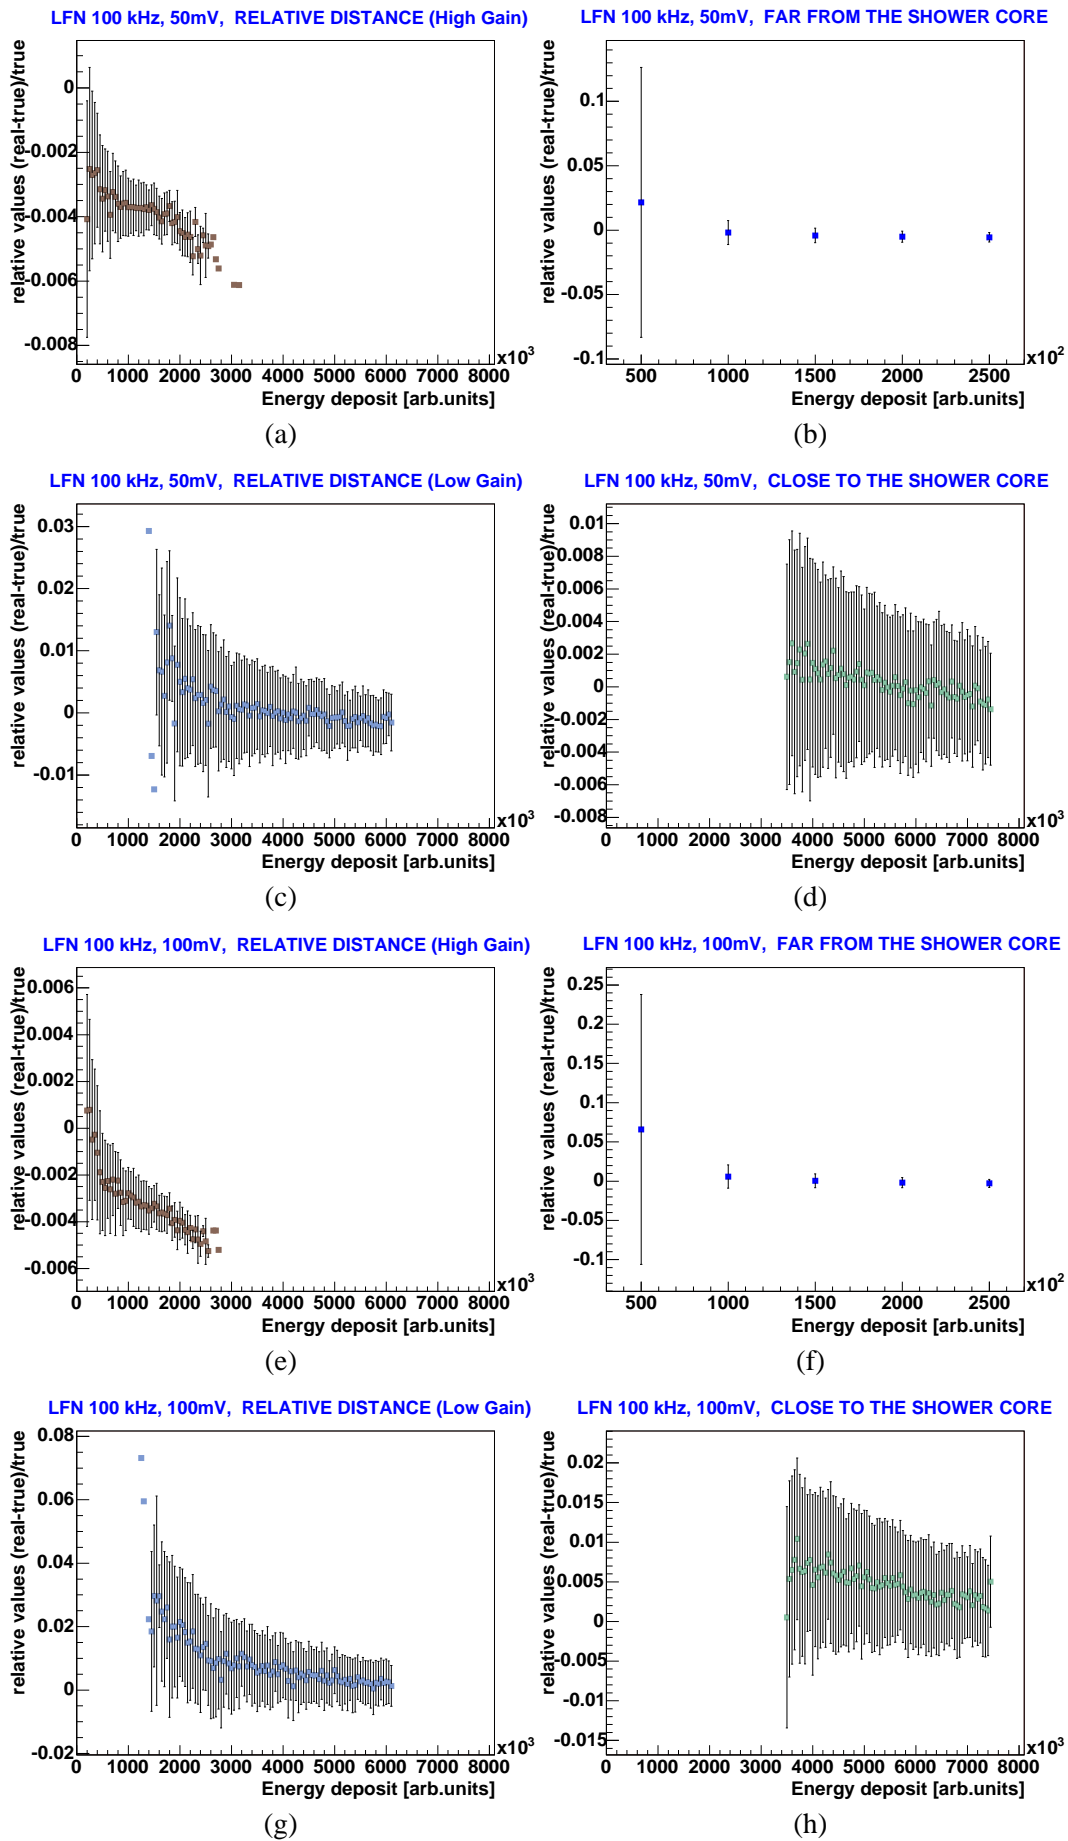 LFN 100 kHz, 50mV, RELATIVE DISTANCE (High Gain)
relative values (real-true)/true
0
-0.002
-0.004
-0.006
-0.008
0 1000 2000 3000 4000 5000 6000 7000 8000
x10^3
Energy deposit [arb.units]
(a)
LFN 100 kHz, 50mV, FAR FROM THE SHOWER CORE
relative values (real-true)/true
0.1
0.05
0
-0.05
-0.1
500 1000 1500 2000 2500
x10^2
Energy deposit [arb.units]
(b)
LFN 100 kHz, 50mV, RELATIVE DISTANCE (Low Gain)
relative values (real-true)/true
0.03
0.02
0.01
0
-0.01
0 1000 2000 3000 4000 5000 6000 7000 8000
x10^3
Energy deposit [arb.units]
(c)
LFN 100 kHz, 50mV, CLOSE TO THE SHOWER CORE
relative values (real-true)/true
0.01
0.008
0.006
0.004
0.002
0
-0.002
-0.004
-0.006
-0.008
0 1000 2000 3000 4000 5000 6000 7000 8000
x10^3
Energy deposit [arb.units]
(d)
LFN 100 kHz, 100mV, RELATIVE DISTANCE (High Gain)
relative values (real-true)/true
0.006
0.004
0.002
0
-0.002
-0.004
-0.006
0 1000 2000 3000 4000 5000 6000 7000 8000
x10^3
Energy deposit [arb.units]
(e)
LFN 100 kHz, 100mV, FAR FROM THE SHOWER CORE
relative values (real-true)/true
0.25
0.2
0.15
0.1
0.05
0
-0.05
-0.1
500 1000 1500 2000 2500
x10^2
Energy deposit [arb.units]
(f)
LFN 100 kHz, 100mV, RELATIVE DISTANCE (Low Gain)
relative values (real-true)/true
0.08
0.06
0.04
0.02
0
-0.02
0 1000 2000 3000 4000 5000 6000 7000 8000
x10^3
Energy deposit [arb.units]
(g)
LFN 100 kHz, 100mV, CLOSE TO THE SHOWER CORE
relative values (real-true)/true
0.02
0.015
0.01
0.005
0
-0.005
-0.01
-0.015
0 1000 2000 3000 4000 5000 6000 7000 8000
x10^3
Energy deposit [arb.units]
(h)